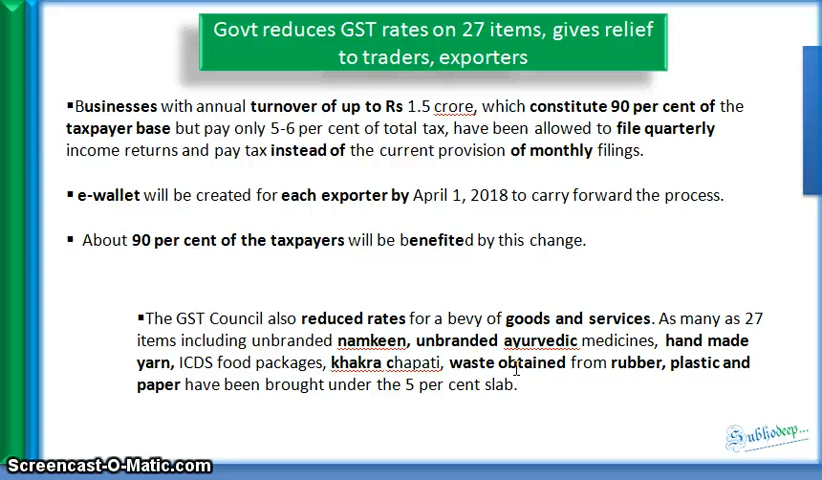 Govt reduces GST rates on 27 items, gives relief
to traders, exporters
▪Businesses with annual turnover of up to Rs 1.5 crore, which constitute 90 per cent of the
taxpayer base but pay only 5-6 per cent of total tax, have been allowed to file quarterly
income returns and pay tax instead of the current provision of monthly filings.
▪ e-wallet will be created for each exporter by April 1, 2018 to carry forward the process.
▪ About 90 per cent of the taxpayers will be benefited by this change.
▪The GST Council also reduced rates for a bevy of goods and services. As many as 27
items including unbranded namkeen, unbranded ayurvedic medicines, hand made
yarn, ICDS food packages, khakra chapati, waste obtained from rubber, plastic and
paper have been brought under the 5 per cent slab.
Subhodeep...
Screencast-O-Matic.com